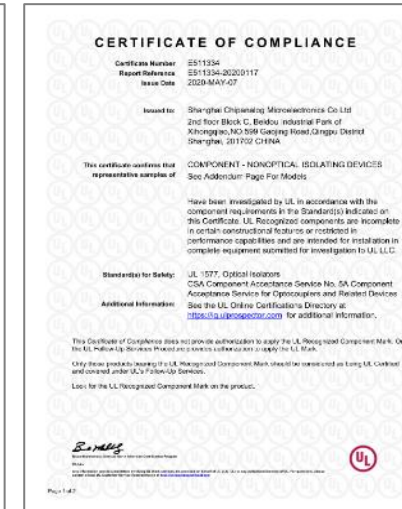 CERTIFICATE OF COMPLIANCE
Certificate Number E511334
Report Reference E511334-20200117
Issue Date 2020-MAY-07
Issued to: Shanghai Chipanalog Microelectronics Co Ltd
2nd floor Block C, Beidou Industrial Park of
Xihongqiao,NO.599 Gaojing Road,Qingpu District
Shanghai, 201702 CHINA
This certificate confirms that COMPONENT - NONOPTICAL ISOLATING DEVICES
representative samples of See Addendum Page For Models
Have been investigated by UL in accordance with the
component requirements in the Standard(s) indicated on
this Certificate. UL Recognized components are incomplete
in certain constructional features or restricted in
performance capabilities and are intended for installation in
complete equipment submitted for investigation to UL LLC.
Standard(s) for Safety: UL 1577, Optical Isolators
CSA Component Acceptance Service No. 5A Component
Acceptance Service for Optocouplers and Related Devices
Additional Information: See the UL Online Certifications Directory at
https://iq.ulprospector.com for additional information.
This Certificate of Compliance does not provide authorization to apply the UL Recognized Component Mark.
the UL Follow-Up Services Procedure provides authorization to apply the UL Mark.
Only those products bearing the UL Recognized Component Mark should be considered as being UL Certified
and covered under UL's Follow-Up Services.
Look for the UL Recognized Component Mark on the product.
UL
Page 1 of 2